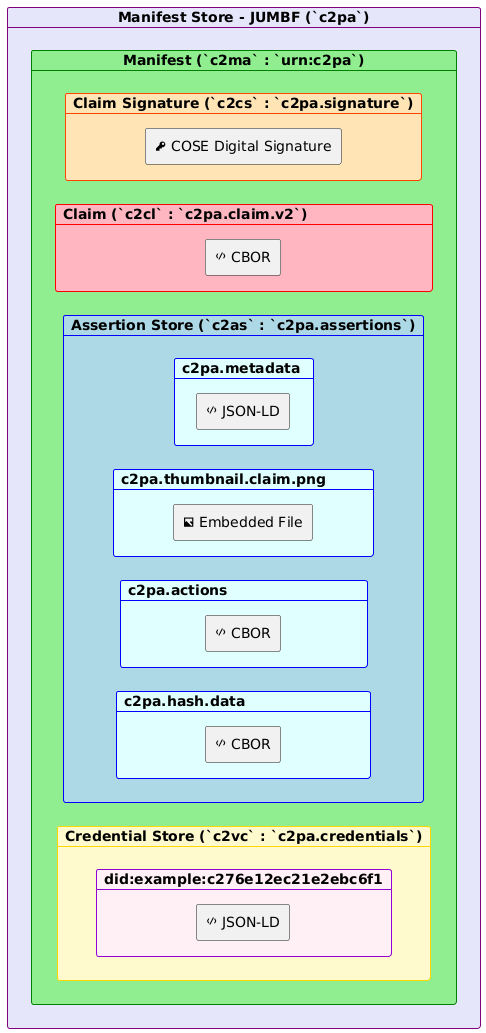 Manifest Store - JUMBF (`c2pa`)
Manifest (`c2ma` : `urn:c2pa`)
Claim Signature (`c2cs` : `c2pa.signature`)
COSE Digital Signature
Claim (`c2cl` : `c2pa.claim.v2`)
CBOR
Assertion Store (`c2as` : `c2pa.assertions`)
c2pa.metadata
JSON-LD
c2pa.thumbnail.claim.png
Embedded File
c2pa.actions
CBOR
c2pa.hash.data
CBOR
Credential Store (`c2vc` : `c2pa.credentials`)
did:example:c276e12ec21e2ebc6f1
JSON-LD